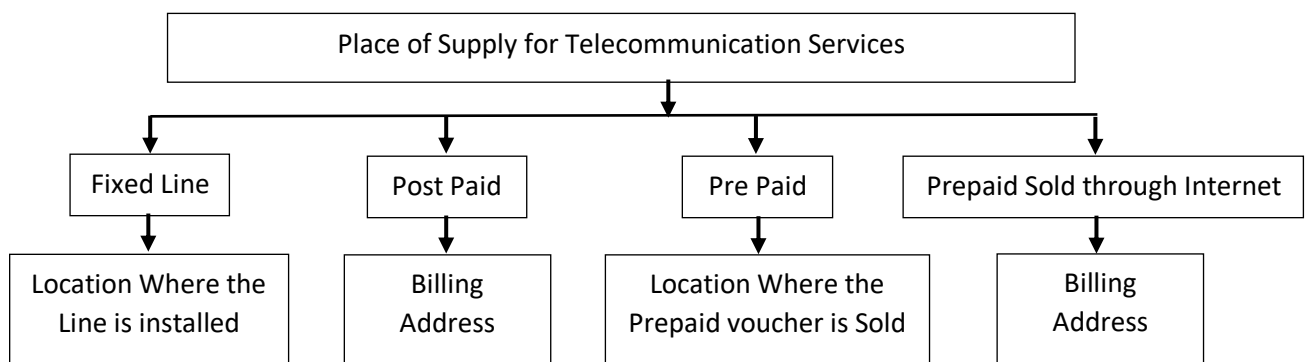 Place of Supply for Telecommunication Services
Fixed Line
Post Paid
Pre Paid
Prepaid Sold through Internet
Location Where the
Line is installed
Billing
Address
Location Where the
Prepaid voucher is Sold
Billing
Address